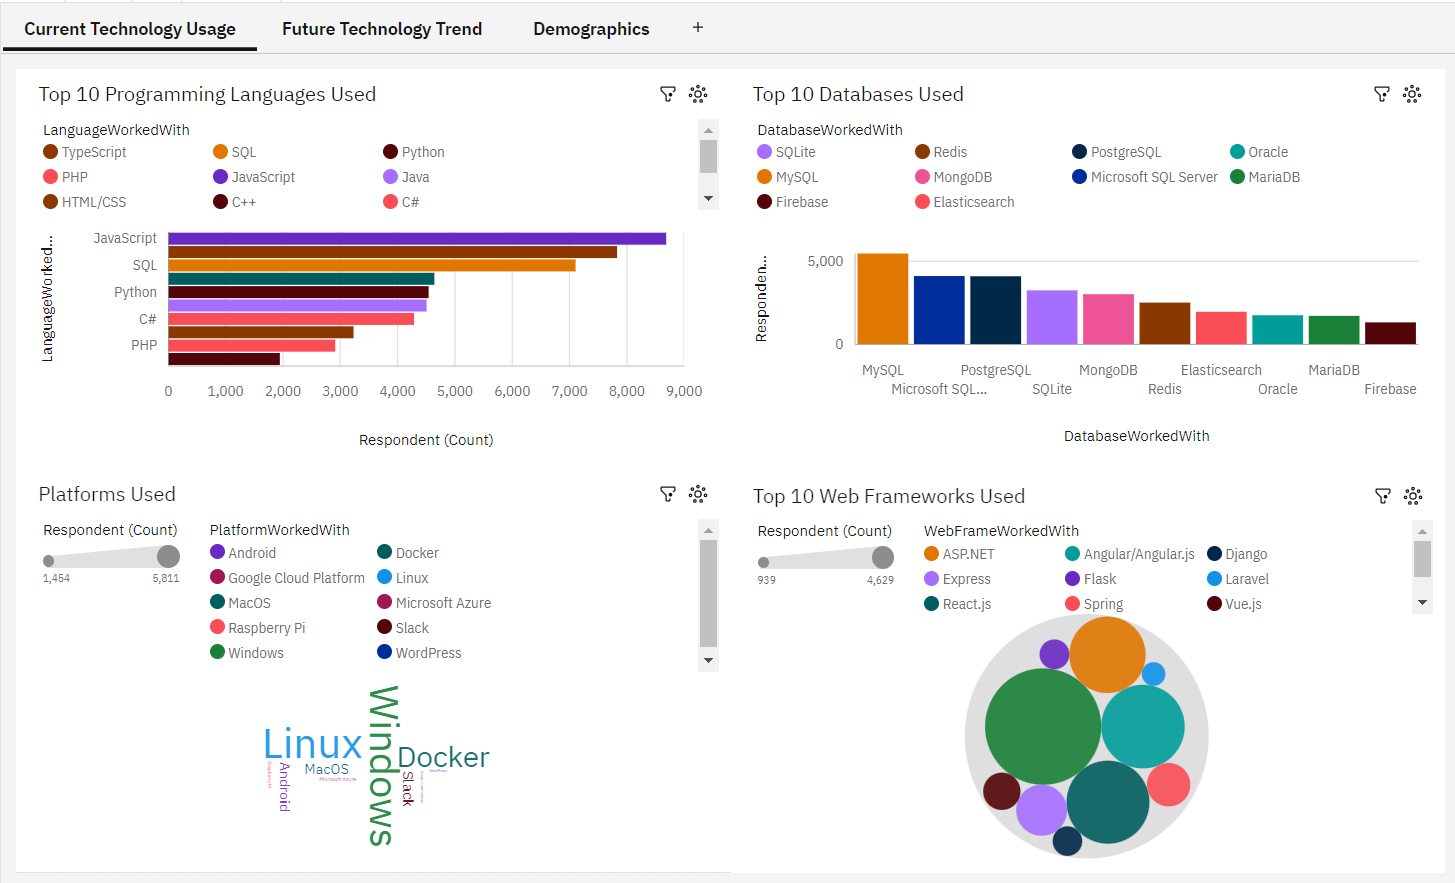 Current Technology Usage Future Technology Trend Demographics +
Top 10 Programming Languages Used
LanguageWorkedWith
TypeScript SQL Python
PHP JavaScript Java
HTML/CSS C++ C#
LanguageWorked...
JavaScript
SQL
Python
C#
PHP
0 1,000 2,000 3,000 4,000 5,000 6,000 7,000 8,000 9,000
Respondent (Count)
Top 10 Databases Used
DatabaseWorkedWith
SQLite Redis PostgreSQL Oracle
MySQL MongoDB Microsoft SQL Server MariaDB
Firebase Elasticsearch
Responden...
5,000
0
MySQL PostgreSQL MongoDB Elasticsearch MariaDB
Microsoft SQL... SQLite Redis Oracle Firebase
DatabaseWorkedWith
Platforms Used
Respondent (Count)
1,454 5,811
PlatformWorkedWith
Android Docker
Google Cloud Platform Linux
MacOS Microsoft Azure
Raspberry Pi Slack
Windows WordPress
Windows
Linux
Docker
MacOS
Microsoft Azure
Android
Slack
Top 10 Web Frameworks Used
Respondent (Count)
939 4,629
WebFrameWorkedWith
ASP.NET Angular/Angular.js Django
Express Flask Laravel
React.js Spring Vue.js